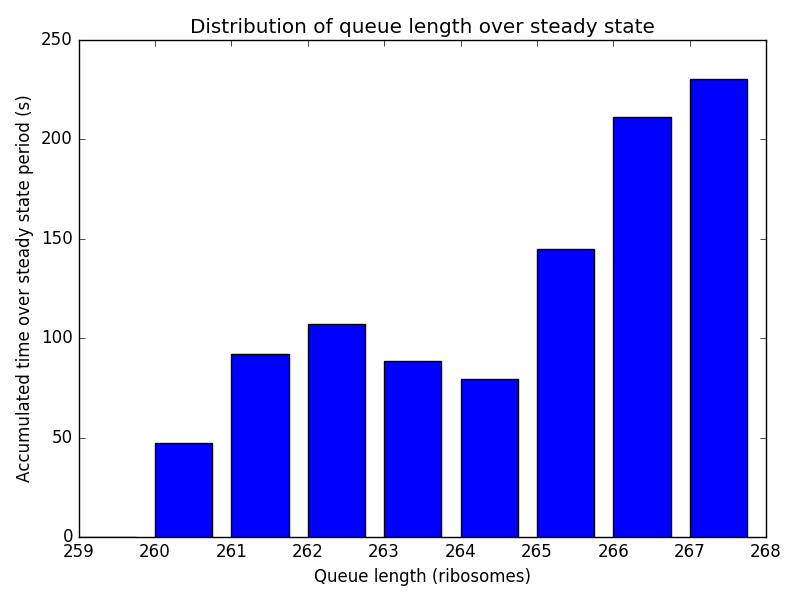 Distribution of queue length over steady state
250
200
150
100
50
0
Accumulated time over steady state period (s)
259 260 261 262 263 264 265 266 267 268
Queue length (ribosomes)